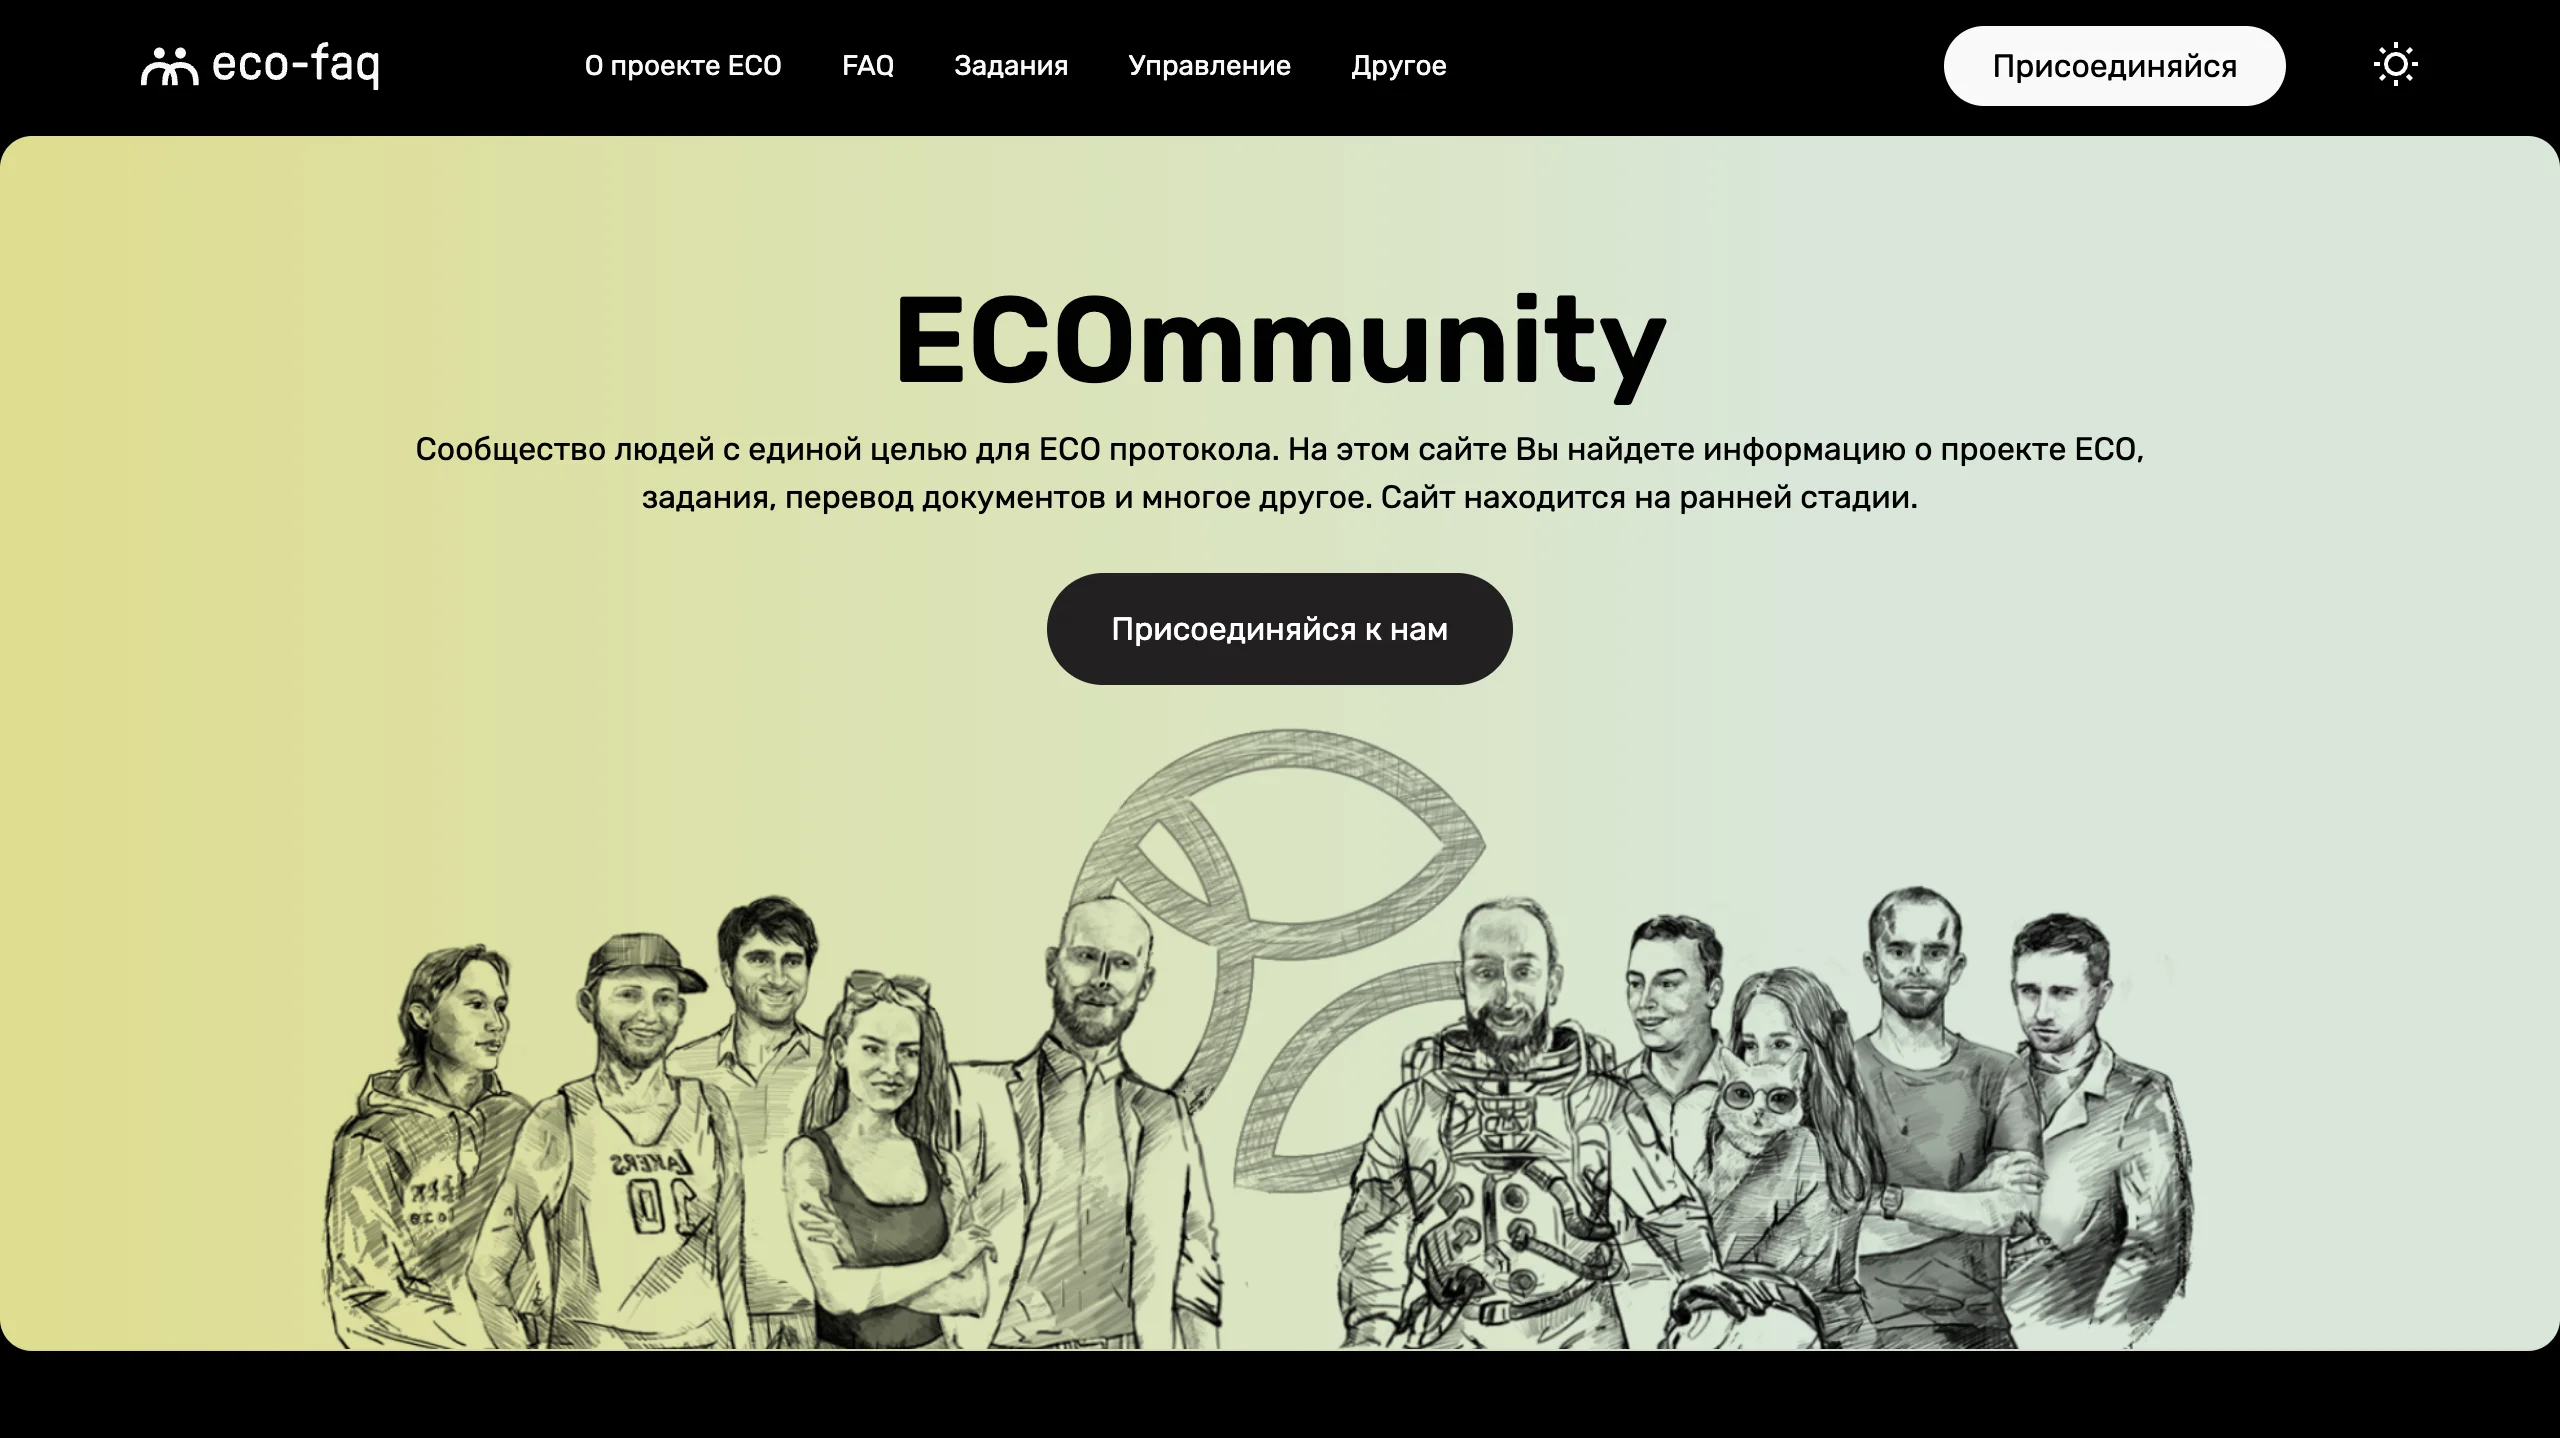 eco-faq
О проекте ECO
FAQ
Задания
Управление
Другое
Присоединяйся
ECOmmunity
Сообщество людей с единой целью для ECO протокола. На этом сайте Вы найдете информацию о проекте ECO,
задания, перевод документов и многое другое. Сайт находится на ранней стадии.
Присоединяйся к нам
LAKERS